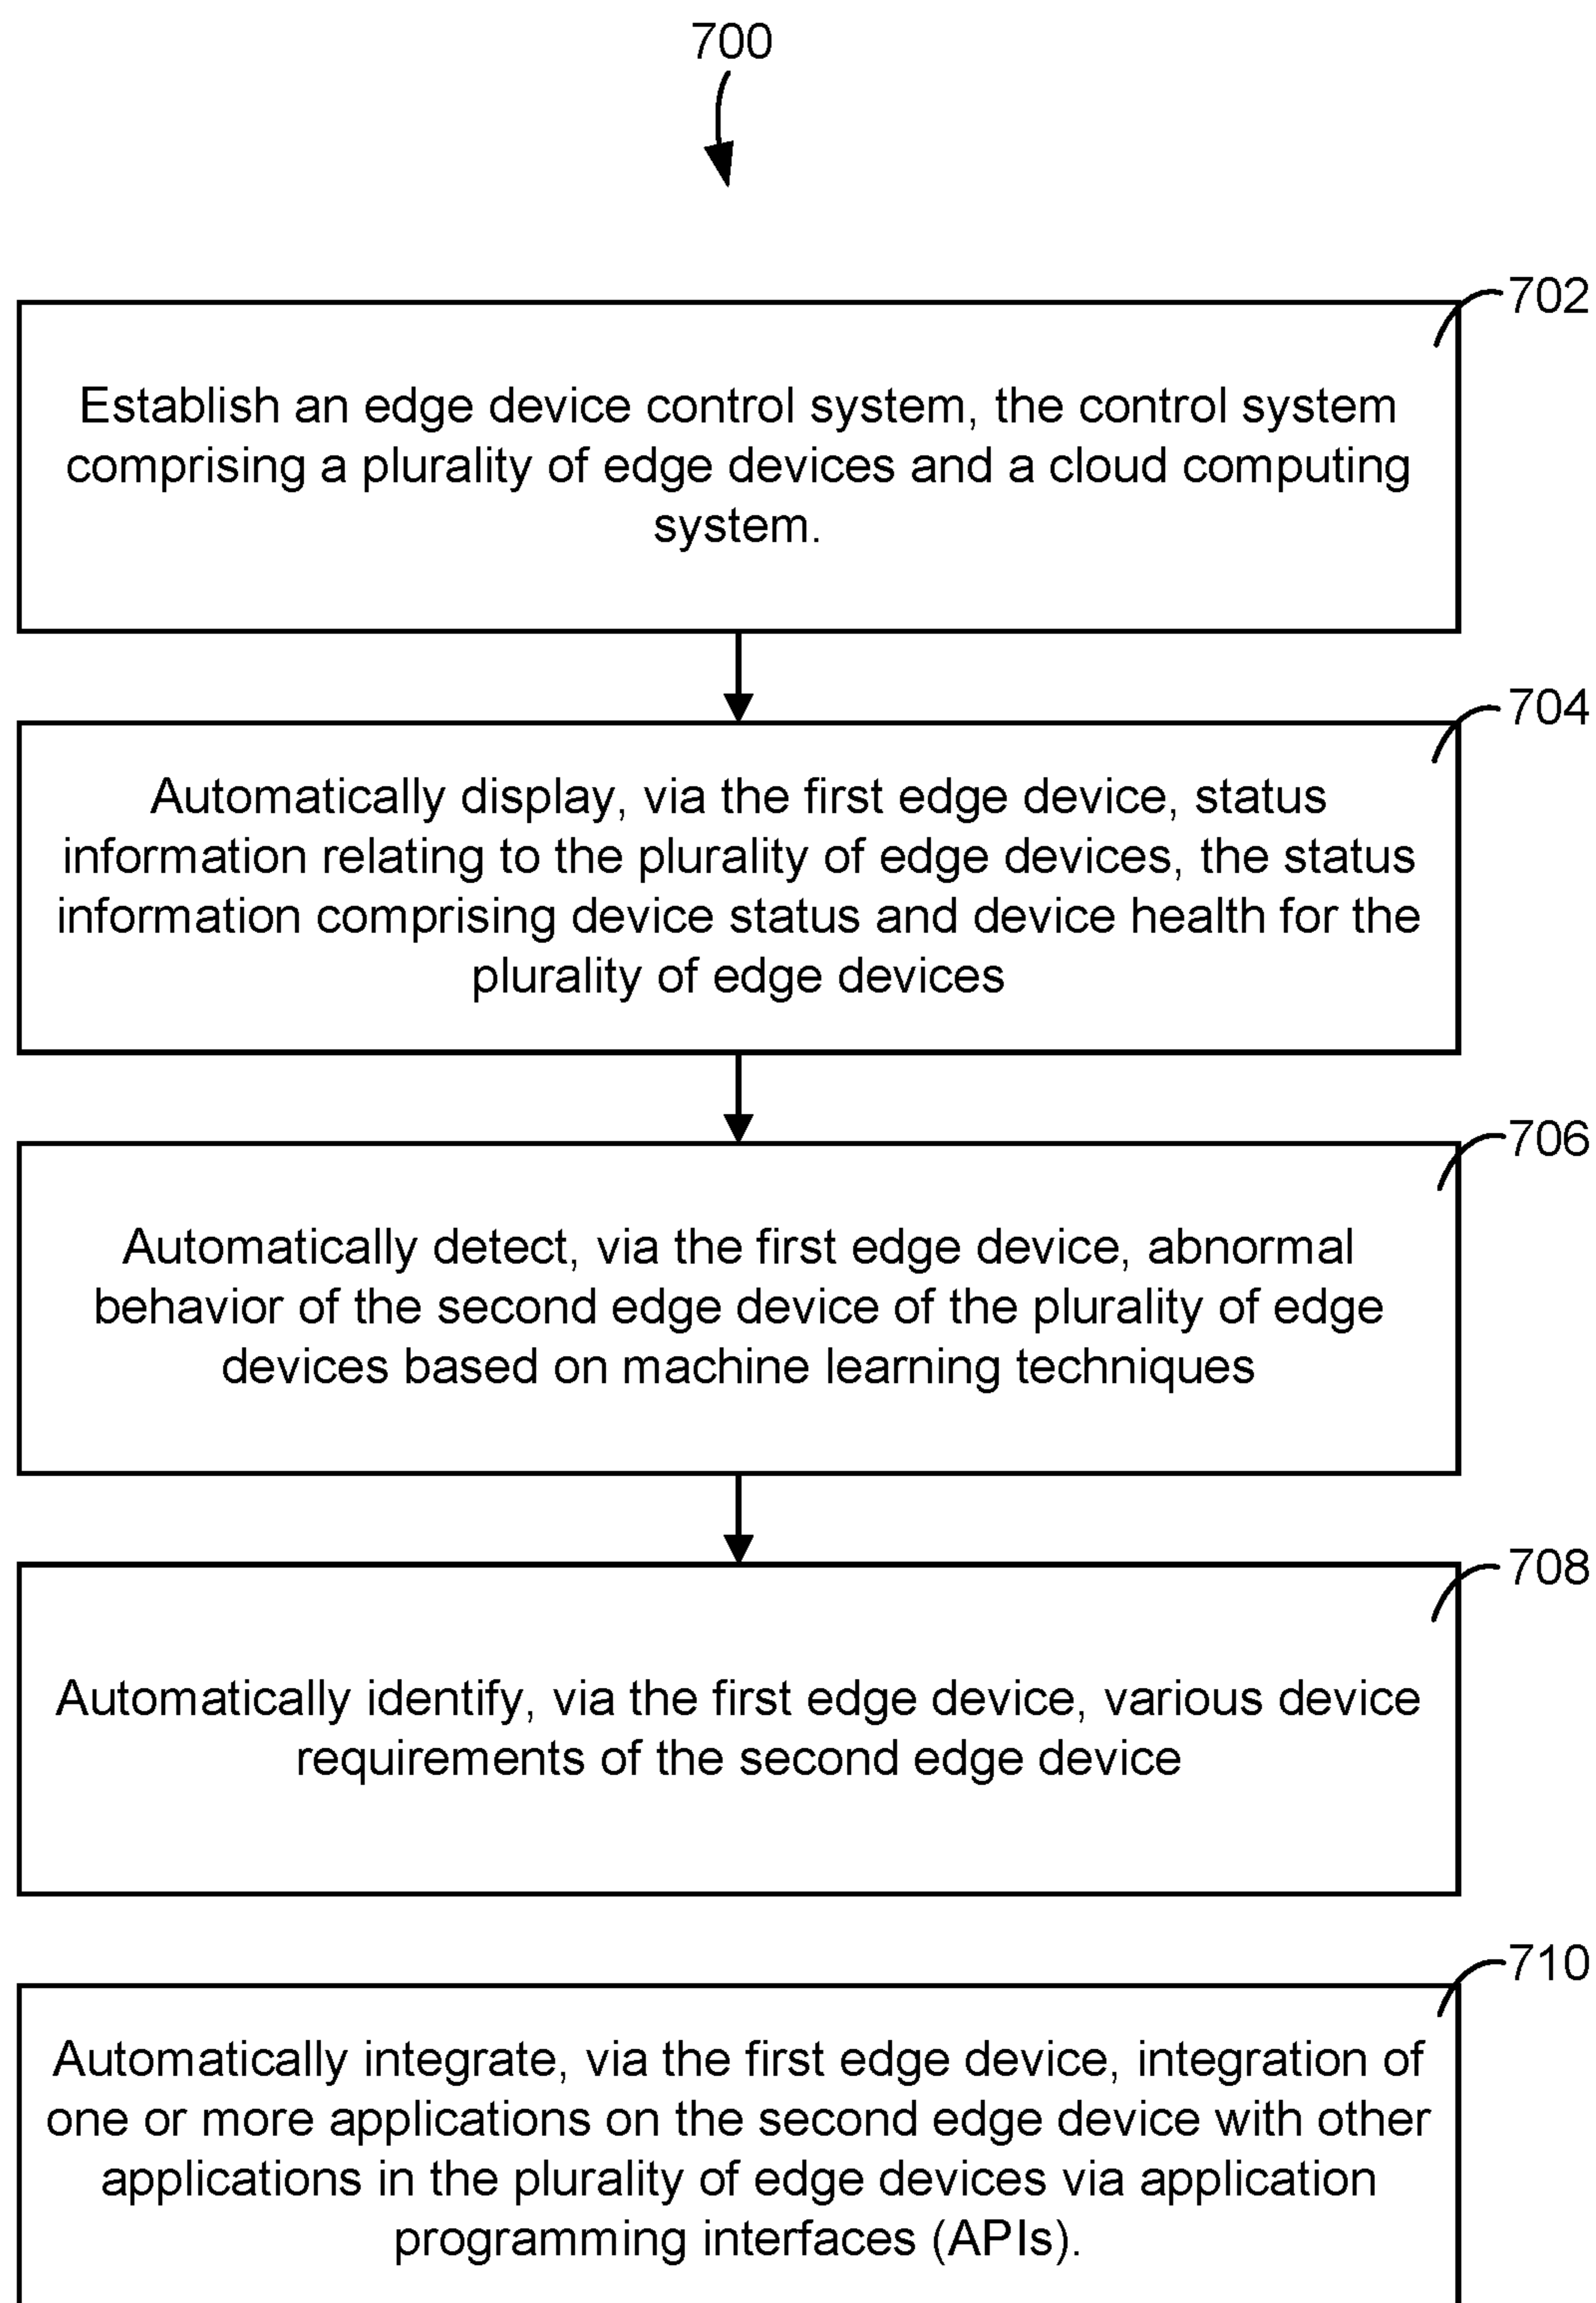 700
702
Establish an edge device control system, the control system
comprising a plurality of edge devices and a cloud computing
system.
704
Automatically display, via the first edge device, status
information relating to the plurality of edge devices, the status
information comprising device status and device health for the
plurality of edge devices
706
Automatically detect, via the first edge device, abnormal
behavior of the second edge device of the plurality of edge
devices based on machine learning techniques
708
Automatically identify, via the first edge device, various device
requirements of the second edge device
710
Automatically integrate, via the first edge device, integration of
one or more applications on the second edge device with other
applications in the plurality of edge devices via application
programming interfaces (APIs).